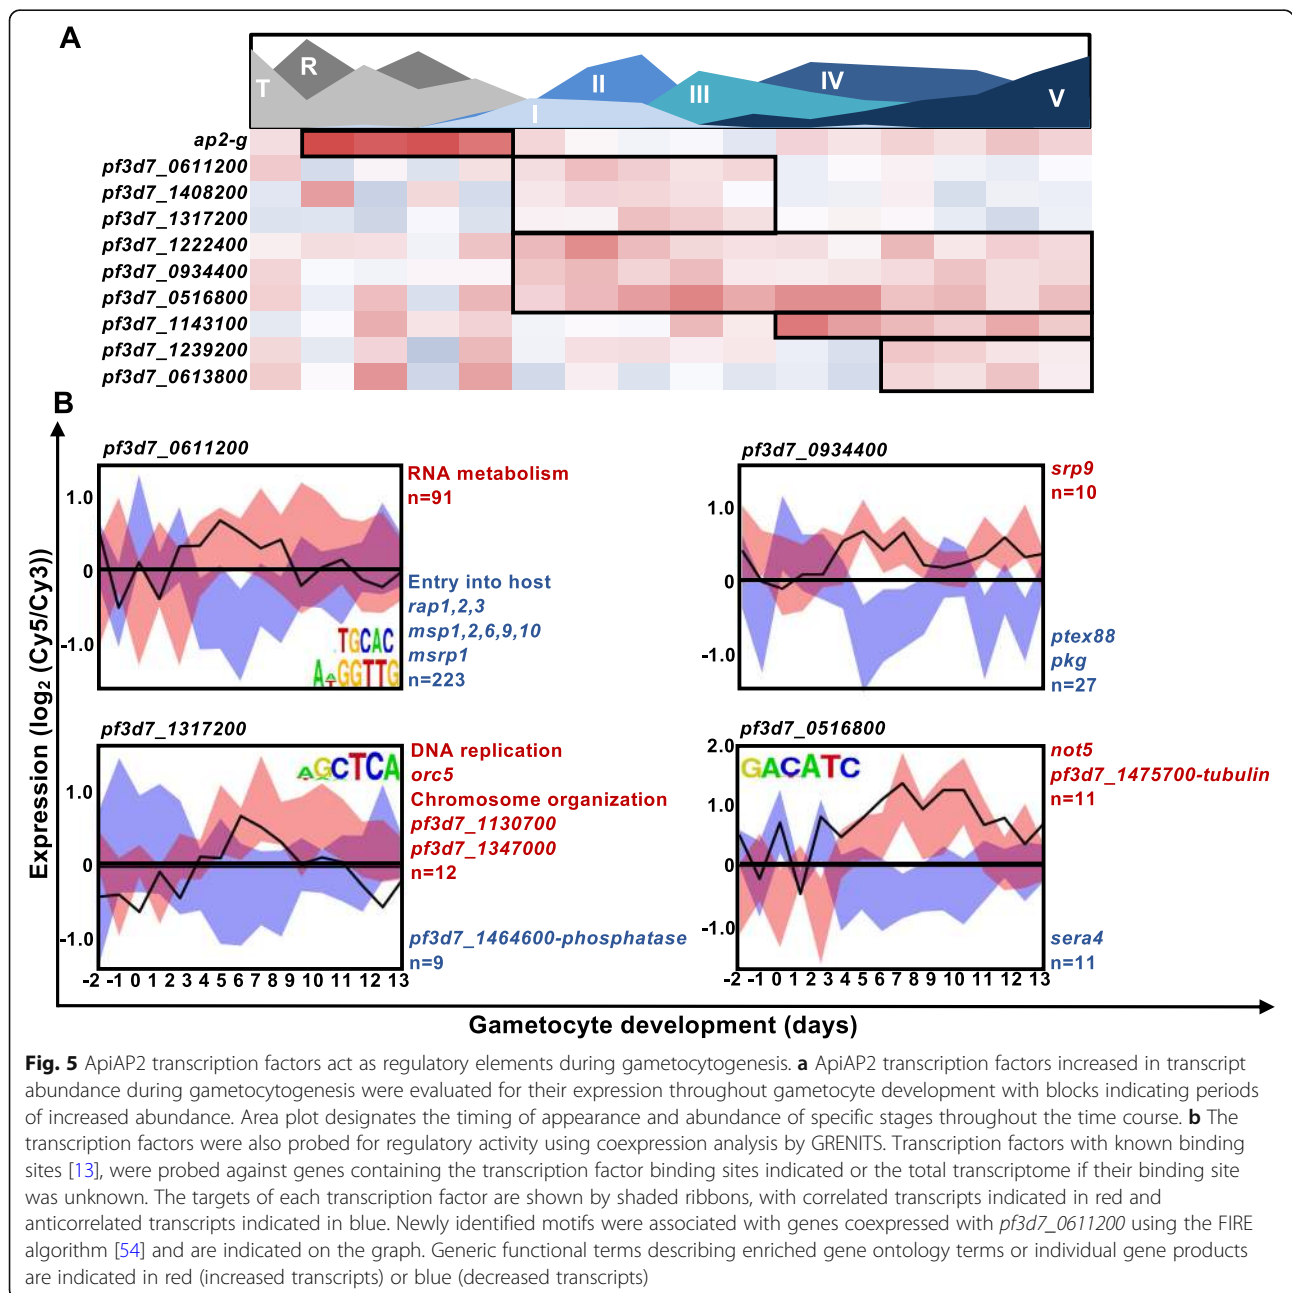 A
T
R
I
II
III
IV
V
ap2-g
pf3d7_0611200
pf3d7_1408200
pf3d7_1317200
pf3d7_1222400
pf3d7_0934400
pf3d7_0516800
pf3d7_1143100
pf3d7_1239200
pf3d7_0613800
B
Expression (log2 (Cy5/Cy3))
pf3d7_0611200
1.0
0
-1.0
TGCAC
AAGGTTG
RNA metabolism
n=91
Entry into host
rap1,2,3
msp1,2,6,9,10
msrp1
n=223
pf3d7_0934400
1.0
0
-1.0
srp9
n=10
ptex88
pkg
n=27
pf3d7_1317200
1.0
0
-1.0
AGCTCA
-2 -1 0 1 2 3 4 5 6 7 8 9 10 11 12 13
DNA replication
orc5
Chromosome organization
pf3d7_1130700
pf3d7_1347000
n=12
pf3d7_1464600-phosphatase
n=9
pf3d7_0516800
2.0
1.0
0
-1.0
GACATC
-2 -1 0 1 2 3 4 5 6 7 8 9 10 11 12 13
not5
pf3d7_1475700-tubulin
n=11
sera4
n=11
Gametocyte development (days)
Fig. 5 ApiAP2 transcription factors act as regulatory elements during gametocytogenesis. a ApiAP2 transcription factors increased in transcript
abundance during gametocytogenesis were evaluated for their expression throughout gametocyte development with blocks indicating periods
of increased abundance. Area plot designates the timing of appearance and abundance of specific stages throughout the time course. b The
transcription factors were also probed for regulatory activity using coexpression analysis by GRENITS. Transcription factors with known binding
sites [13], were probed against genes containing the transcription factor binding sites indicated or the total transcriptome if their binding site
was unknown. The targets of each transcription factor are shown by shaded ribbons, with correlated transcripts indicated in red and
anticorrelated transcripts indicated in blue. Newly identified motifs were associated with genes coexpressed with pf3d7_0611200 using the FIRE
algorithm [54] and are indicated on the graph. Generic functional terms describing enriched gene ontology terms or individual gene products
are indicated in red (increased transcripts) or blue (decreased transcripts)